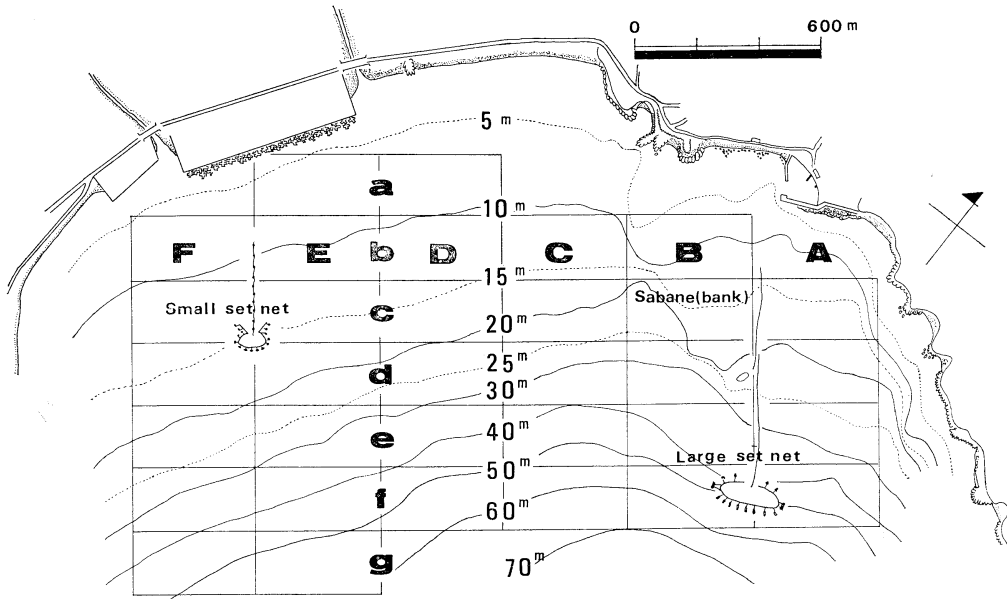 0 600 m
5 m
a
10 m
F E b D C B A
15 m
Small set net
c
Sabane(bank)
20 m
25 m
d
30 m
40 m
e
Large set net
50 m
f
60 m
g
70 m